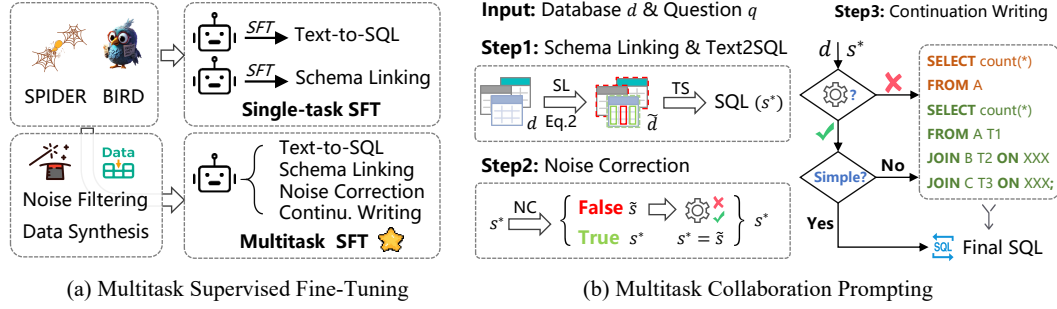 SPIDER BIRD
SFT Text-to-SQL
SFT Schema Linking
Single-task SFT
Data
Noise Filtering
Data Synthesis
Text-to-SQL
Schema Linking
Noise Correction
Continu. Writing
Multitask SFT
(a) Multitask Supervised Fine-Tuning
Input: Database d & Question q
Step1: Schema Linking & Text2SQL
d
SL
Eq.2
d̃
TS
SQL (s*)
Step2: Noise Correction
s*
NC
False s̃
True s*
s* = s̃
s*
Step3: Continuation Writing
d s*
?
Simple?
No
Yes
SELECT count(*)
FROM A
SELECT count(*)
FROM A T1
JOIN B T2 ON XXX
JOIN C T3 ON XXX;
SQL
Final SQL
(b) Multitask Collaboration Prompting